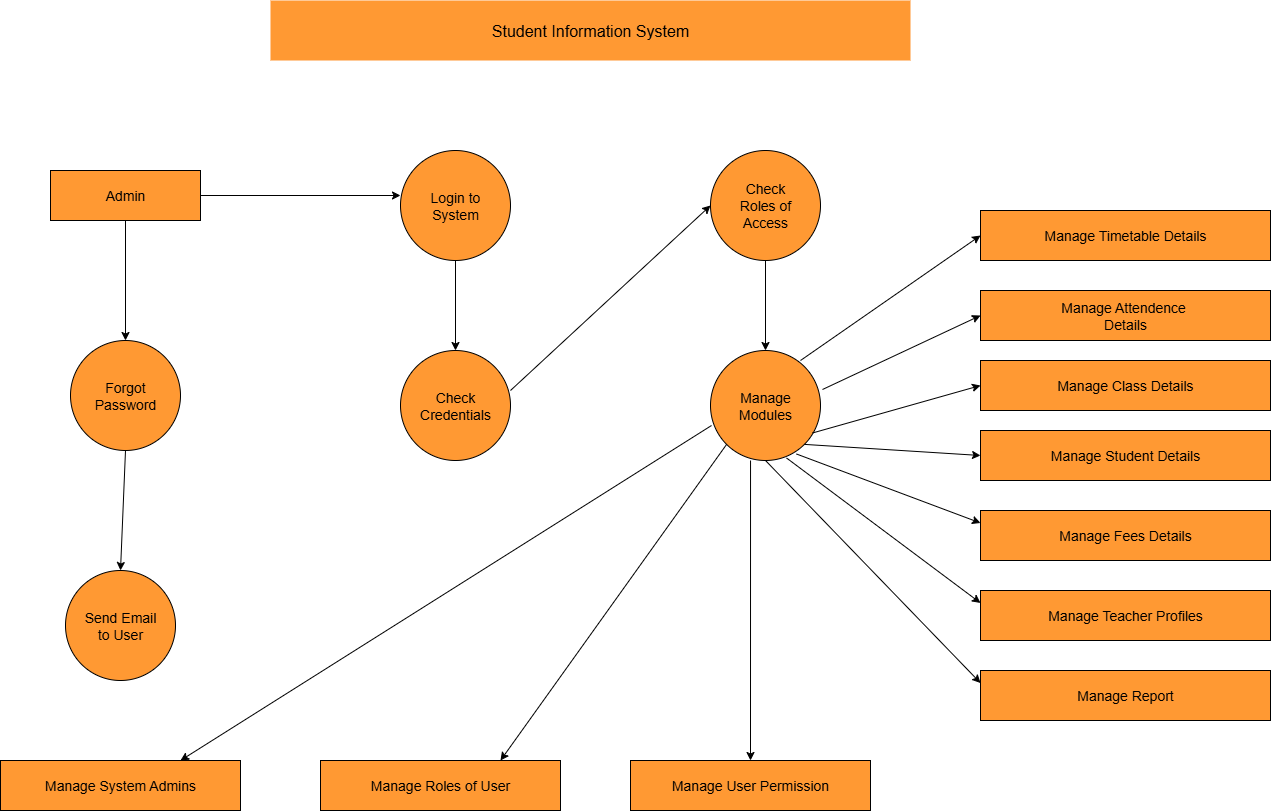 Student Information System
Admin
Login to
System
Check
Roles of
Access
Manage Timetable Details
Manage Attendence
Details
Forgot
Password
Check
Credentials
Manage
Modules
Manage Class Details
Manage Student Details
Manage Fees Details
Send Email
to User
Manage Teacher Profiles
Manage Report
Manage System Admins
Manage Roles of User
Manage User Permission